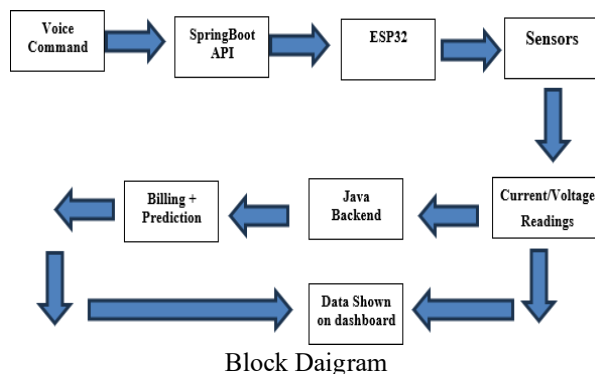 Voice
Command
SpringBoot
API
ESP32
Sensors
Billing +
Prediction
Java
Backend
Current/Voltage
Readings
Data Shown
on dashboard
Block Daigram